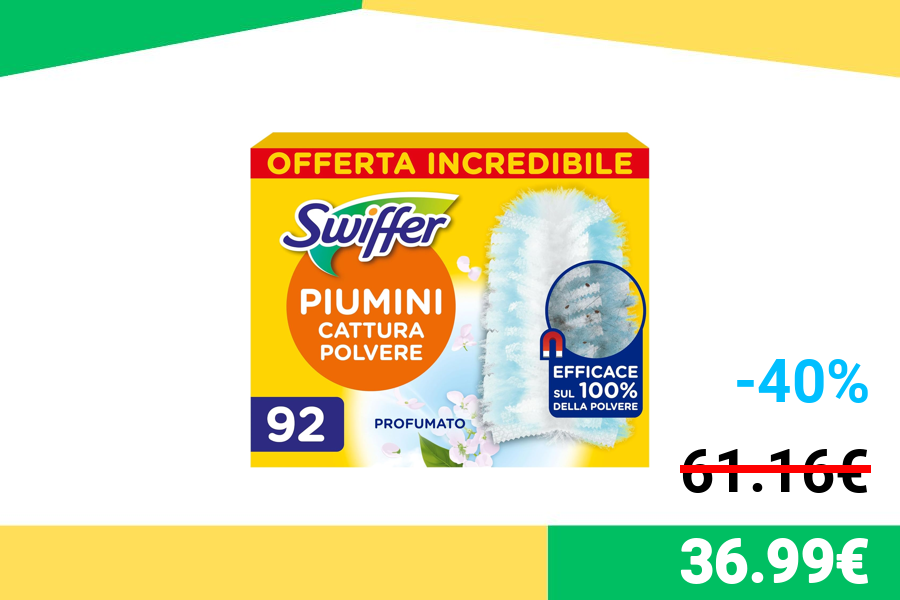 OFFERTA INCREDIBILE
Swiffer
PIUMINI
CATTURA
POLVERE
EFFICACE
SUL 100%
DELLA POLVERE
92
PROFUMATO
-40%
61.16€
36.99€